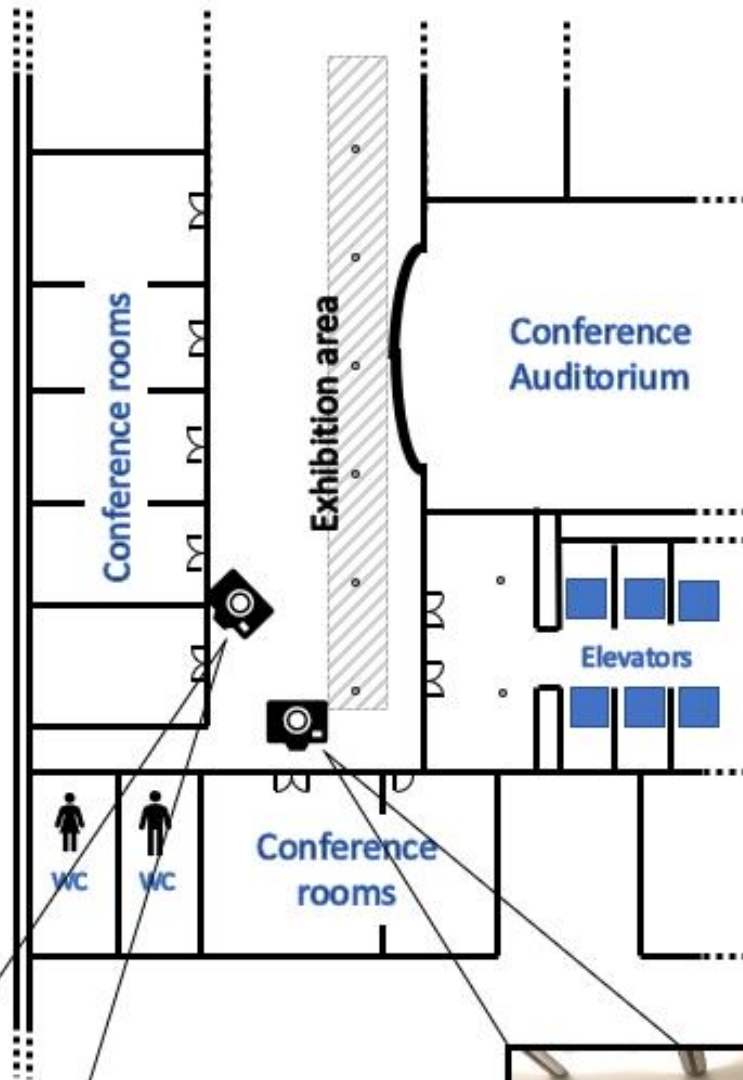 Conference rooms
Exhibition area
Conference
Auditorium
Elevators
WC
WC
Conference
rooms